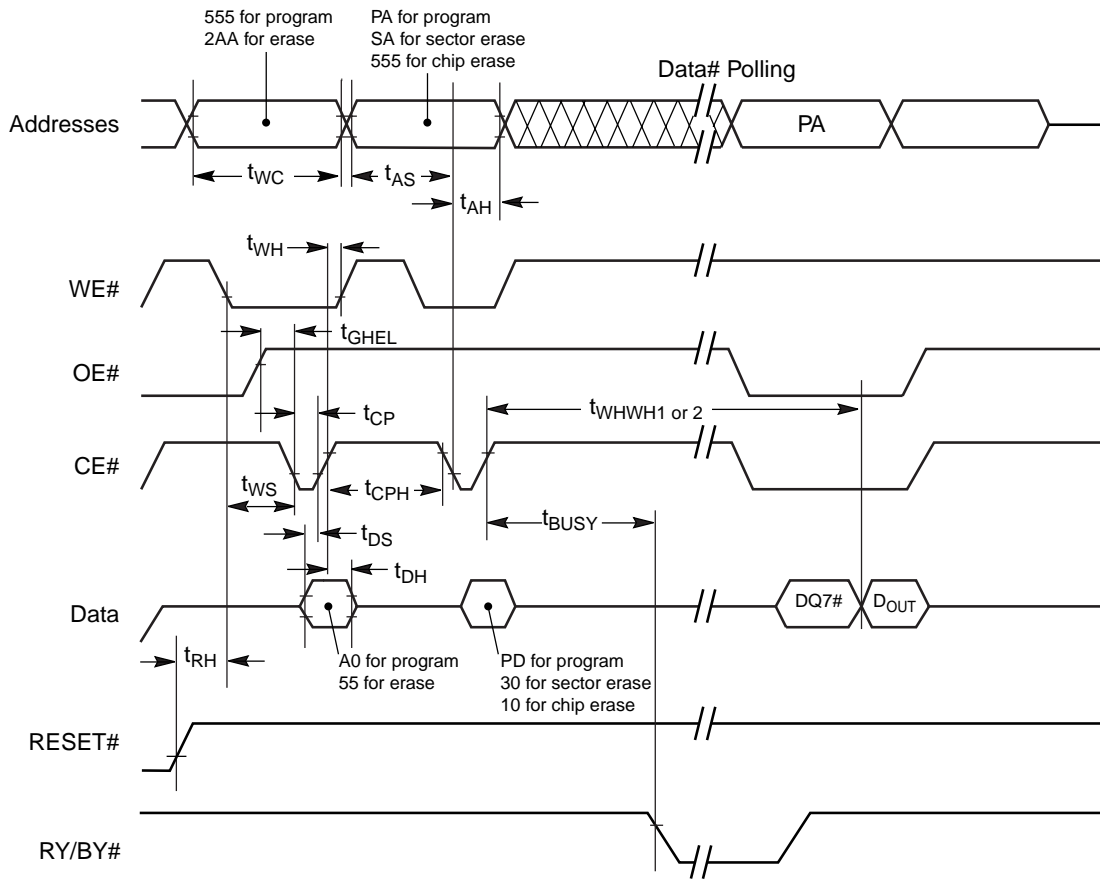 555 for program
2AA for erase
PA for program
SA for sector erase
555 for chip erase
Data# Polling
Addresses
PA
tWC
tAS
tAH
tWH
WE#
tGHEL
OE#
tCP
tWHWH1 or 2
CE#
tWS
tCPH
tBUSY
tDS
tDH
Data
DQ7#
DOUT
tRH
A0 for program
55 for erase
PD for program
30 for sector erase
10 for chip erase
RESET#
RY/BY#